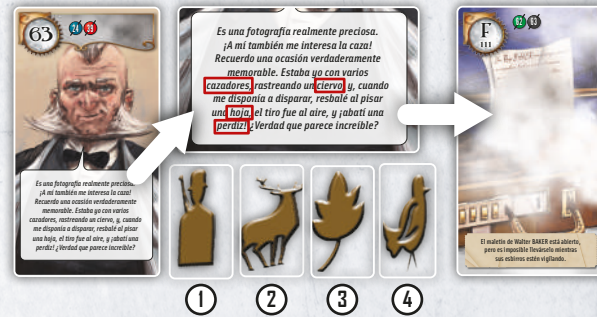 63
24 39
Es una fotografía realmente preciosa.
¡A mí también me interesa la caza!
Recuerdo una ocasión verdaderamente
memorable. Estaba yo con varios
cazadores, rastreando un ciervo, y, cuando
me disponía a disparar, resbalé al pisar
una hoja, el tiro fue al aire, y ¡abatí una
perdiz! ¿Verdad que parece increíble?
Es una fotografía realmente preciosa.
¡A mí también me interesa la caza!
Recuerdo una ocasión verdaderamente
memorable. Estaba yo con varios
cazadores, rastreando un ciervo, y, cuando
me disponía a disparar, resbalé al pisar
una hoja, el tiro fue al aire, y ¡abatí una
perdiz! ¿Verdad que parece increíble?
1 2 3 4
F
III
62 63
El maletín de Walter BAKER está abierto,
pero es imposible llevárselo mientras
sus esbirros estén vigilando.